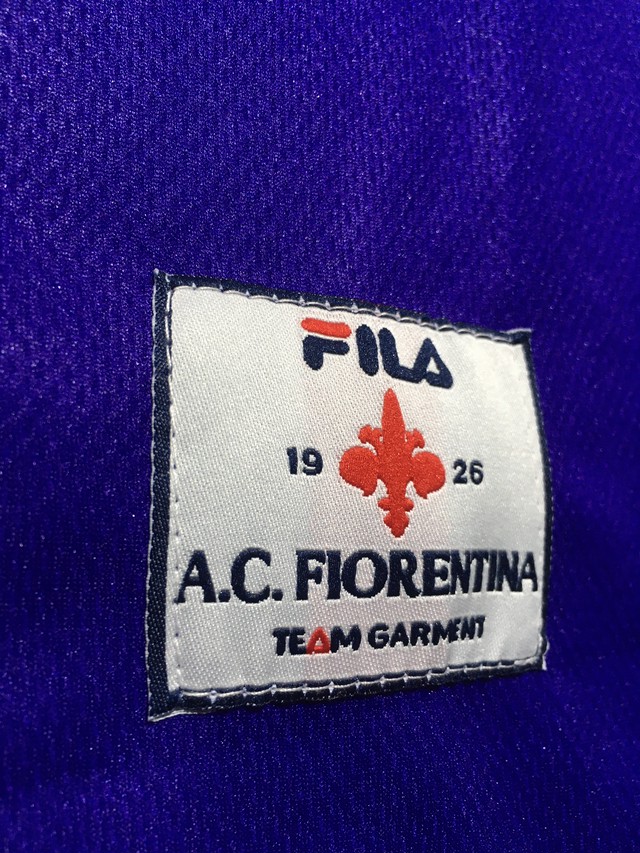 FILA
19 26
A.C. FIORENTINA
TEAM GARMENT